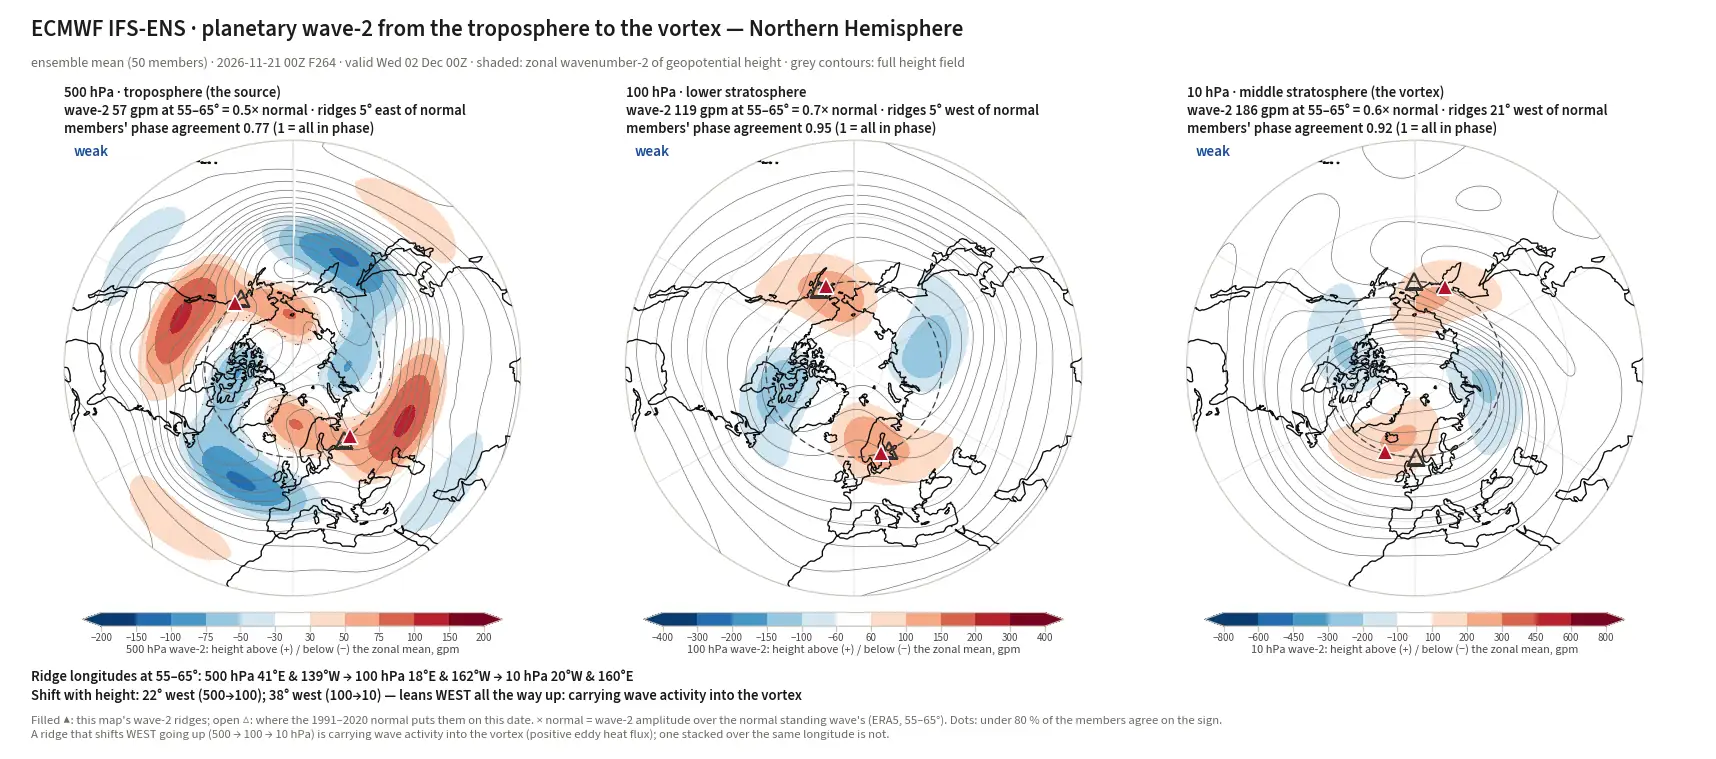 ECMWF IFS-ENS · planetary wave-2 from the troposphere to the vortex — Northern Hemisphere
ensemble mean (50 members) · 2026-11-21 00Z F264 · valid Wed 02 Dec 00Z · shaded: zonal wavenumber-2 of geopotential height · grey contours: full height field
500 hPa · troposphere (the source)
wave-2 57 gpm at 55–65° = 0.5× normal · ridges 5° east of normal
members' phase agreement 0.77 (1 = all in phase)
weak
100 hPa · lower stratosphere
wave-2 119 gpm at 55–65° = 0.7× normal · ridges 5° west of normal
members' phase agreement 0.95 (1 = all in phase)
weak
10 hPa · middle stratosphere (the vortex)
wave-2 186 gpm at 55–65° = 0.6× normal · ridges 21° west of normal
members' phase agreement 0.92 (1 = all in phase)
weak
−200 −150 −100 −75 −50 −30 30 50 75 100 150 200
500 hPa wave-2: height above (+) / below (−) the zonal mean, gpm
−400 −300 −200 −150 −100 −60 60 100 150 200 300 400
100 hPa wave-2: height above (+) / below (−) the zonal mean, gpm
−800 −600 −450 −300 −200 −100 100 200 300 450 600 800
10 hPa wave-2: height above (+) / below (−) the zonal mean, gpm
Ridge longitudes at 55–65°: 500 hPa 41°E & 139°W → 100 hPa 18°E & 162°W → 10 hPa 20°W & 160°E
Shift with height: 22° west (500→100); 38° west (100→10) — leans WEST all the way up: carrying wave activity into the vortex
Filled ▲: this map's wave-2 ridges; open △: where the 1991–2020 normal puts them on this date. × normal = wave-2 amplitude over the normal standing wave's (ERA5, 55–65°). Dots: under 80 % of the members agree on the sign.
A ridge that shifts WEST going up (500 → 100 → 10 hPa) is carrying wave activity into the vortex (positive eddy heat flux); one stacked over the same longitude is not.